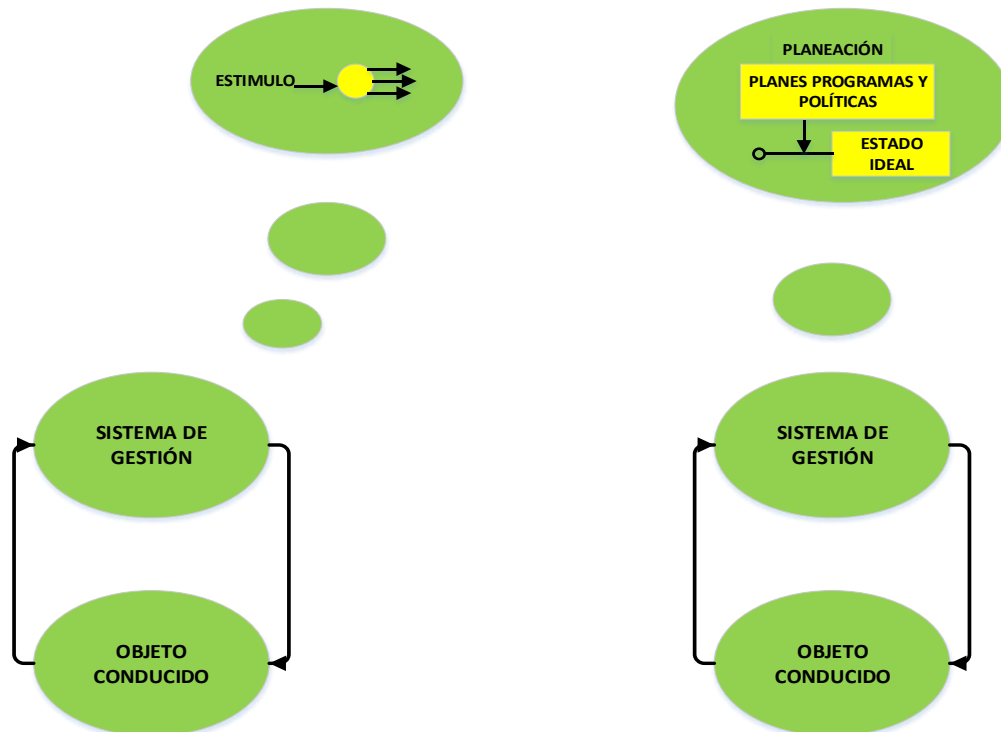 ESTIMULO
SISTEMA DE
GESTIÓN
OBJETO
CONDUCIDO
PLANEACIÓN
PLANES PROGRAMAS Y
POLÍTICAS
ESTADO
IDEAL
SISTEMA DE
GESTIÓN
OBJETO
CONDUCIDO